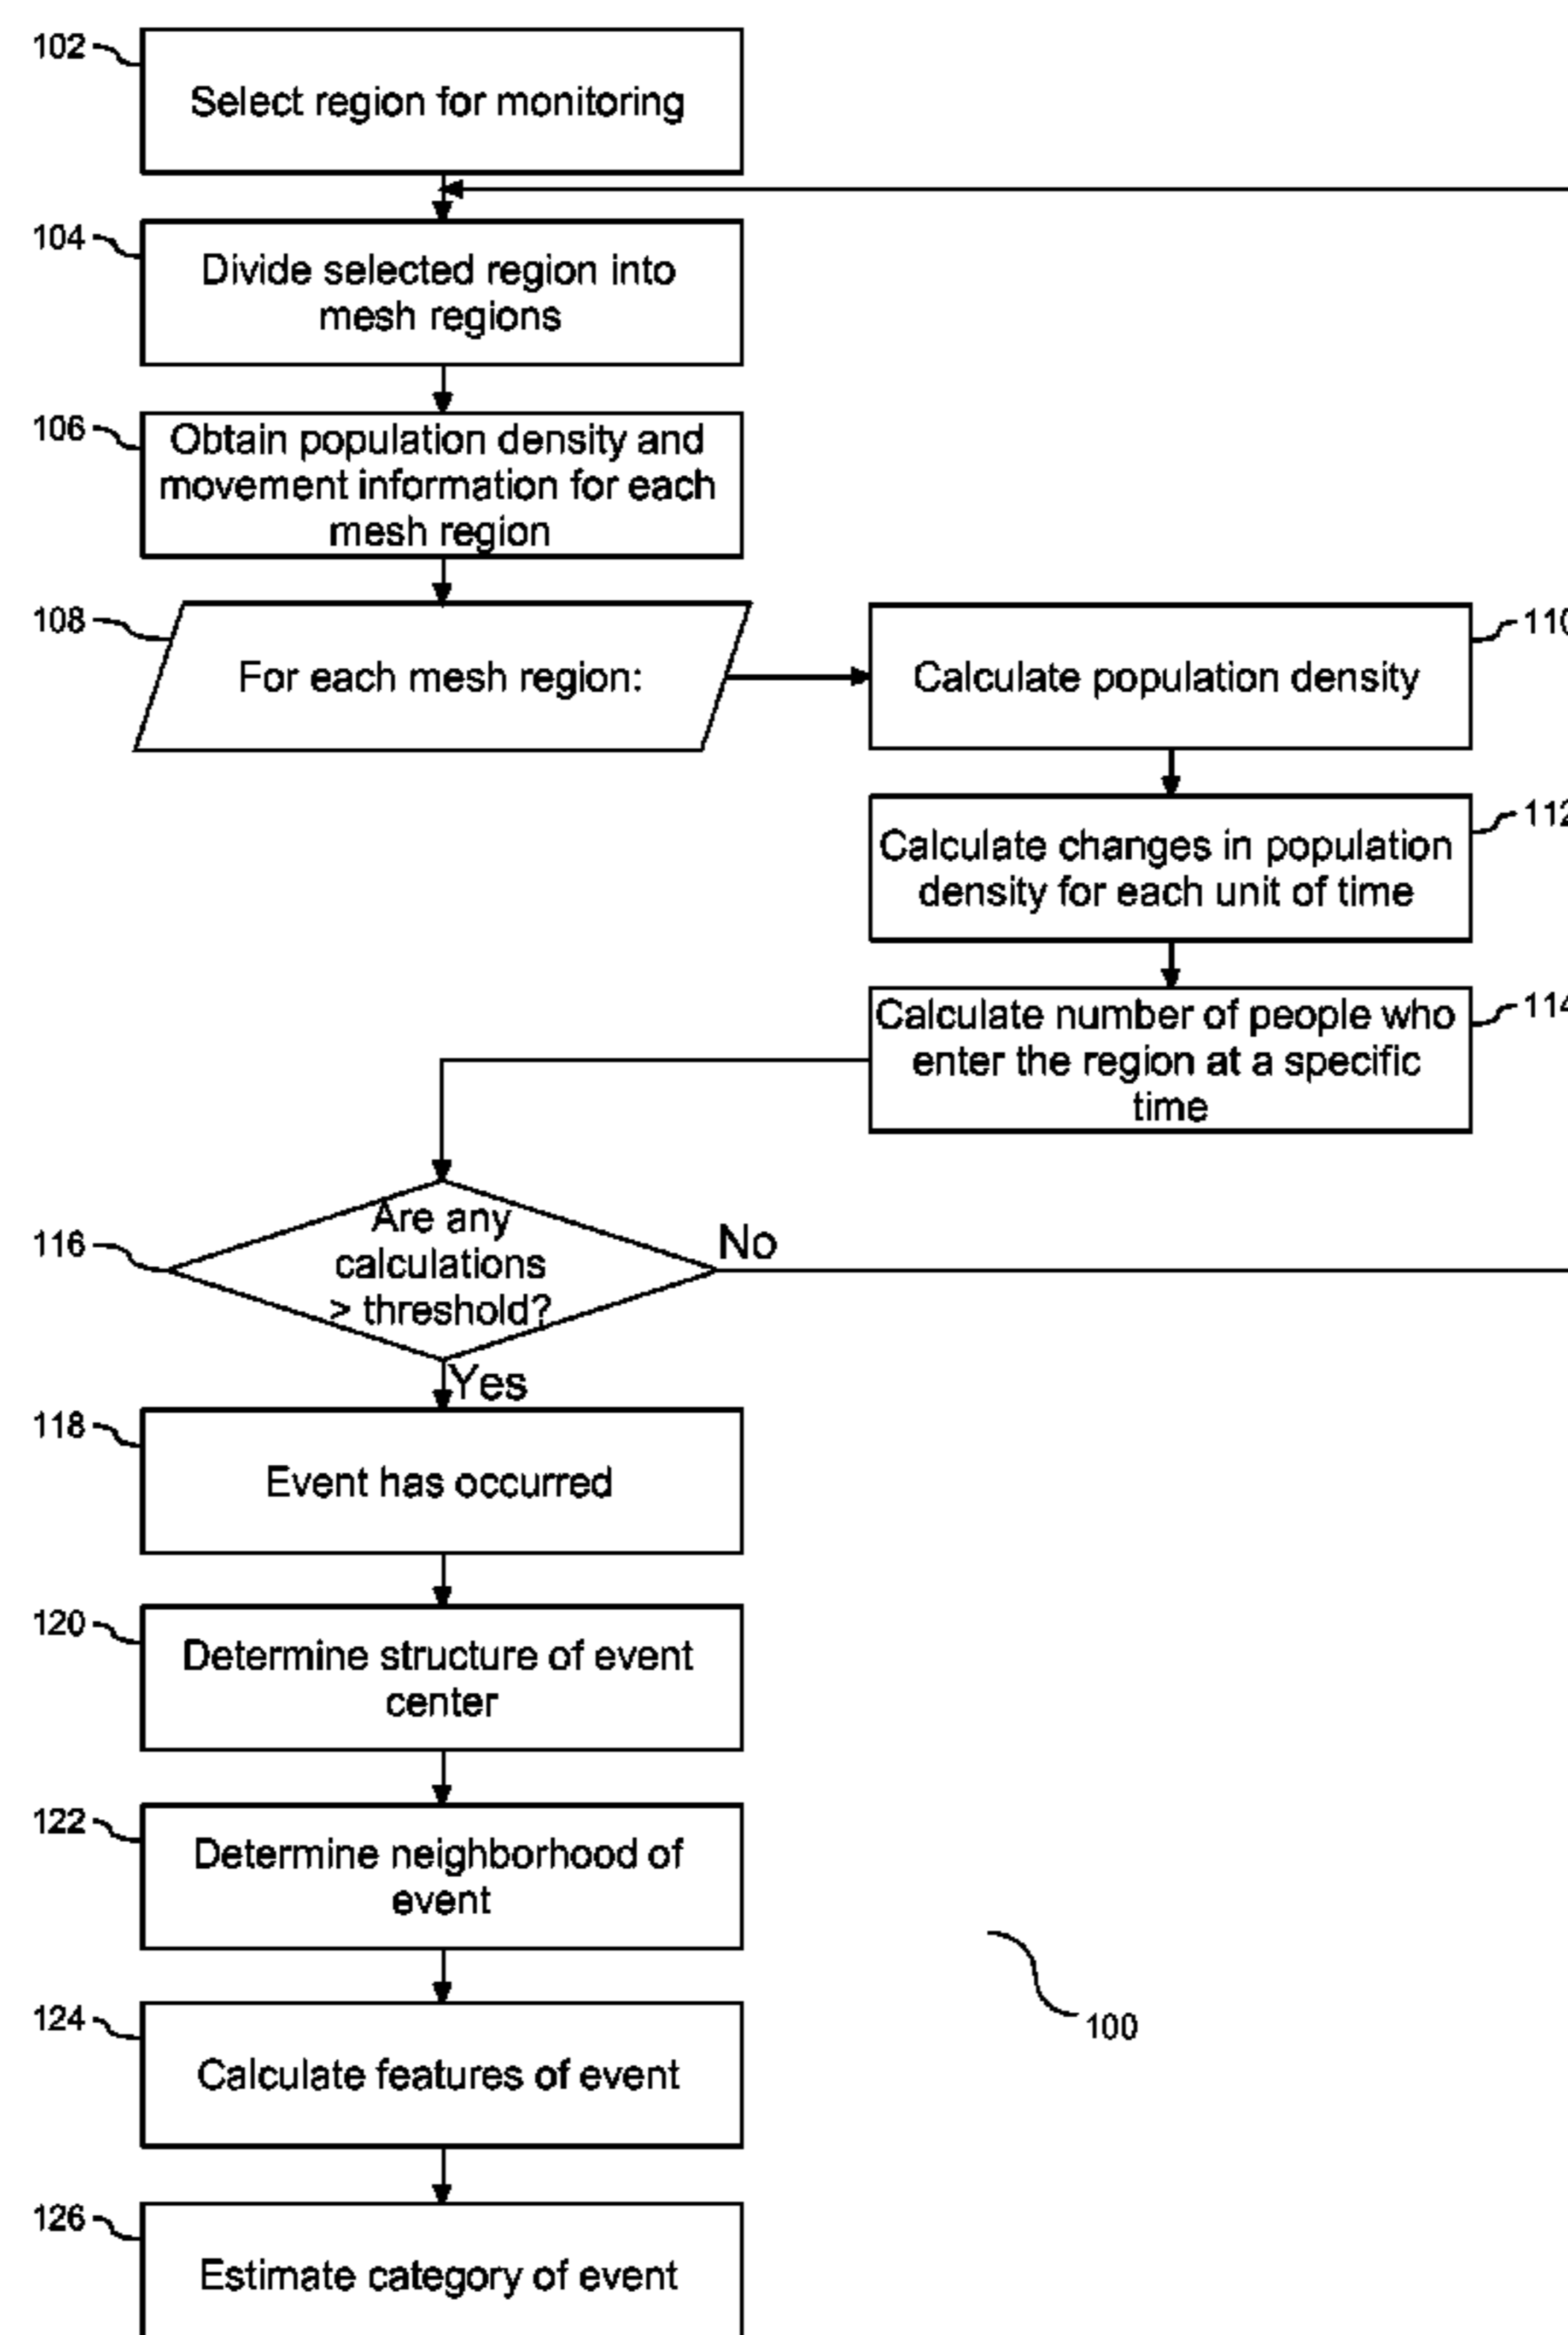 102
Select region for monitoring
104
Divide selected region into
mesh regions
106
Obtain population density and
movement information for each
mesh region
108
For each mesh region:
110
Calculate population density
112
Calculate changes in population
density for each unit of time
114
Calculate number of people who
enter the region at a specific
time
116
Are any
calculations
> threshold?
No
Yes
118
Event has occurred
120
Determine structure of event
center
122
Determine neighborhood of
event
100
124
Calculate features of event
126
Estimate category of event